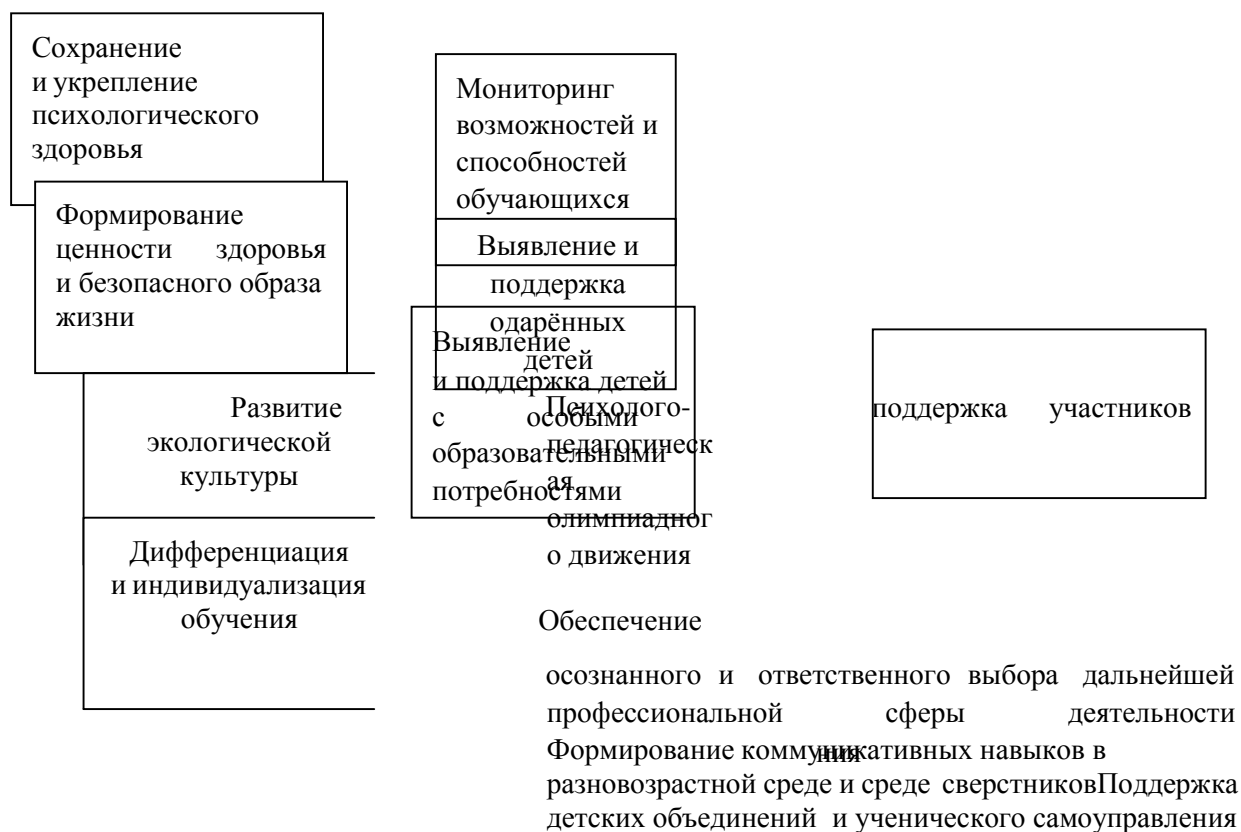 Сохранение
и укрепление
психологического
здоровья
Формирование
ценности здоровья
и безопасного образа
жизни
Развитие
экологической
культуры
Дифференциация
и индивидуализация
обучения
Мониторинг
возможностей и
способностей
обучающихся
Выявление и
поддержка
одарённых
детей
Выявление
и поддержка детей
с особыми
образовательными
потребностями
Психолого-
педагогическ
ая
олимпиадног
о движения
поддержка участников
Обеспечение
осознанного и ответственного выбора дальнейшей
профессиональной сферы деятельности
Формирование коммуникативных навыков в
ния
разновозрастной среде и среде сверстниковПоддержка
детских объединений и ученического самоуправления